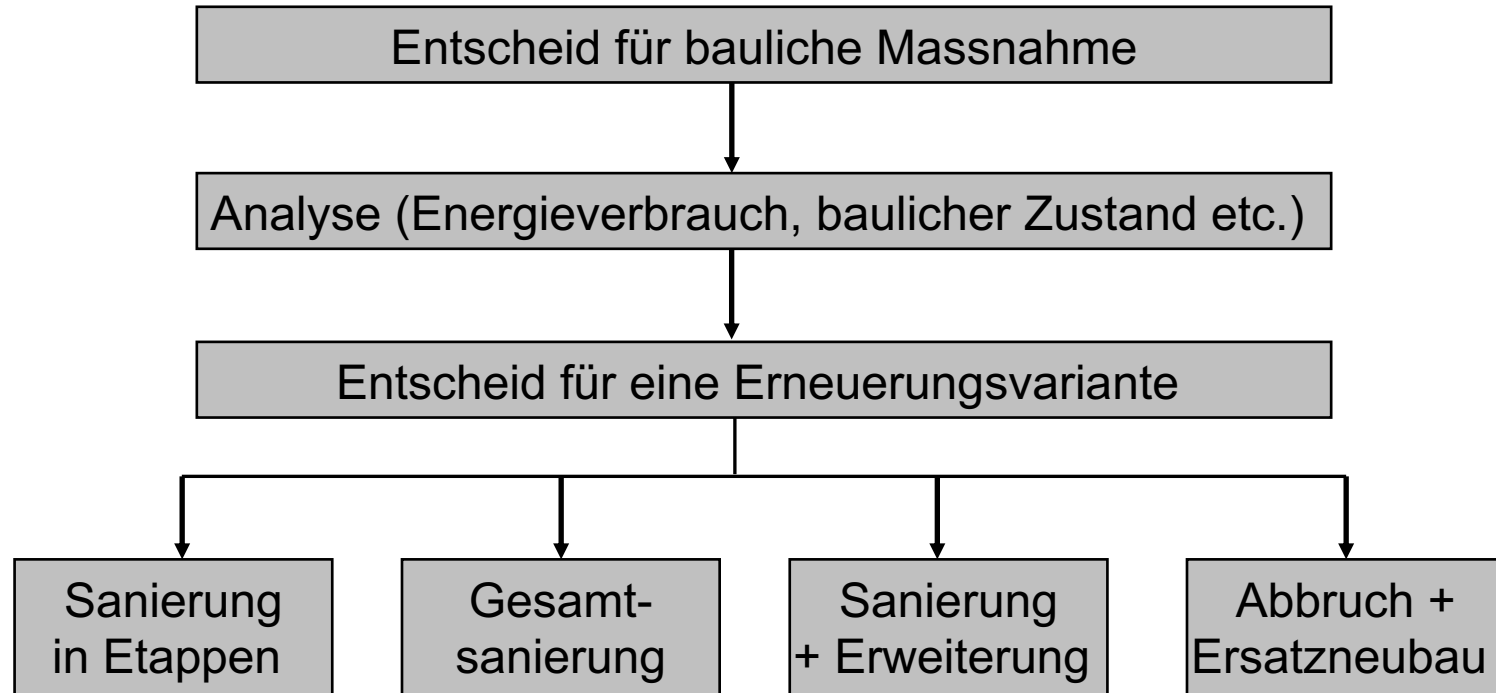 Entscheid für bauliche Massnahme
Analyse (Energieverbrauch, baulicher Zustand etc.)
Entscheid für eine Erneuerungsvariante
Sanierung
in Etappen
Gesamt-
sanierung
Sanierung
+ Erweiterung
Abbruch +
Ersatzneubau